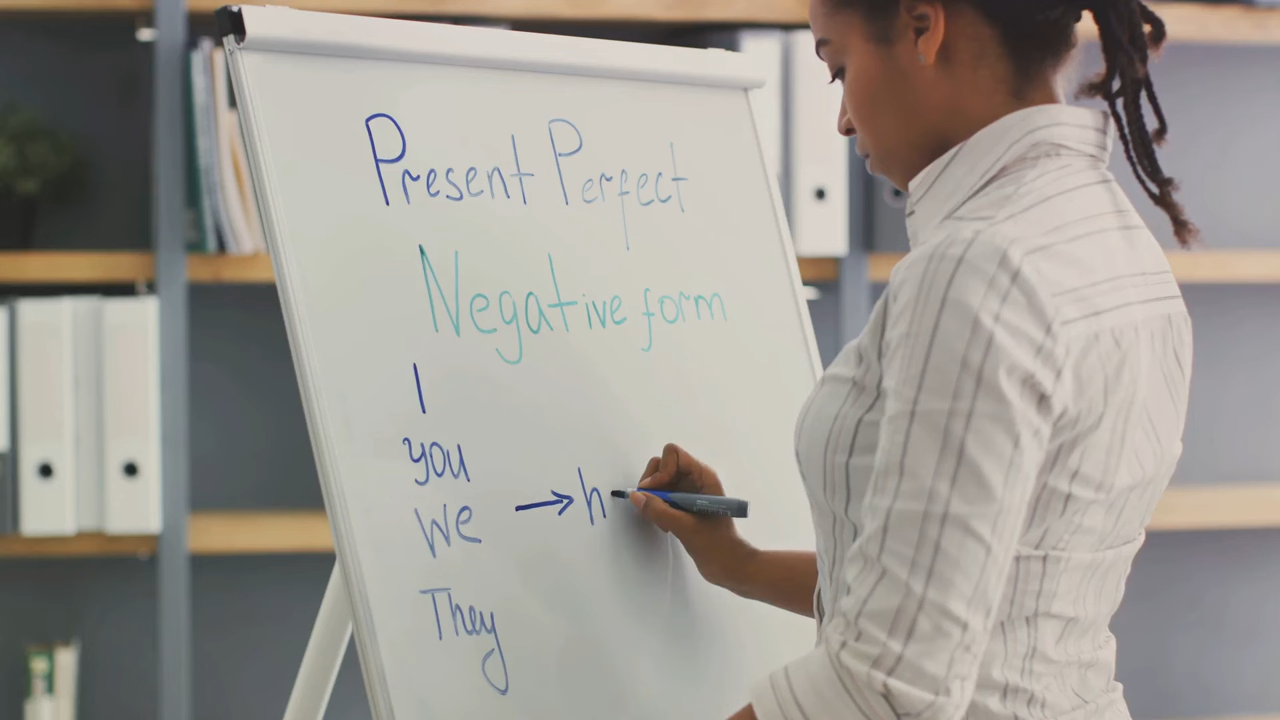 Present Perfect
Negative form
I
you
We → h
They